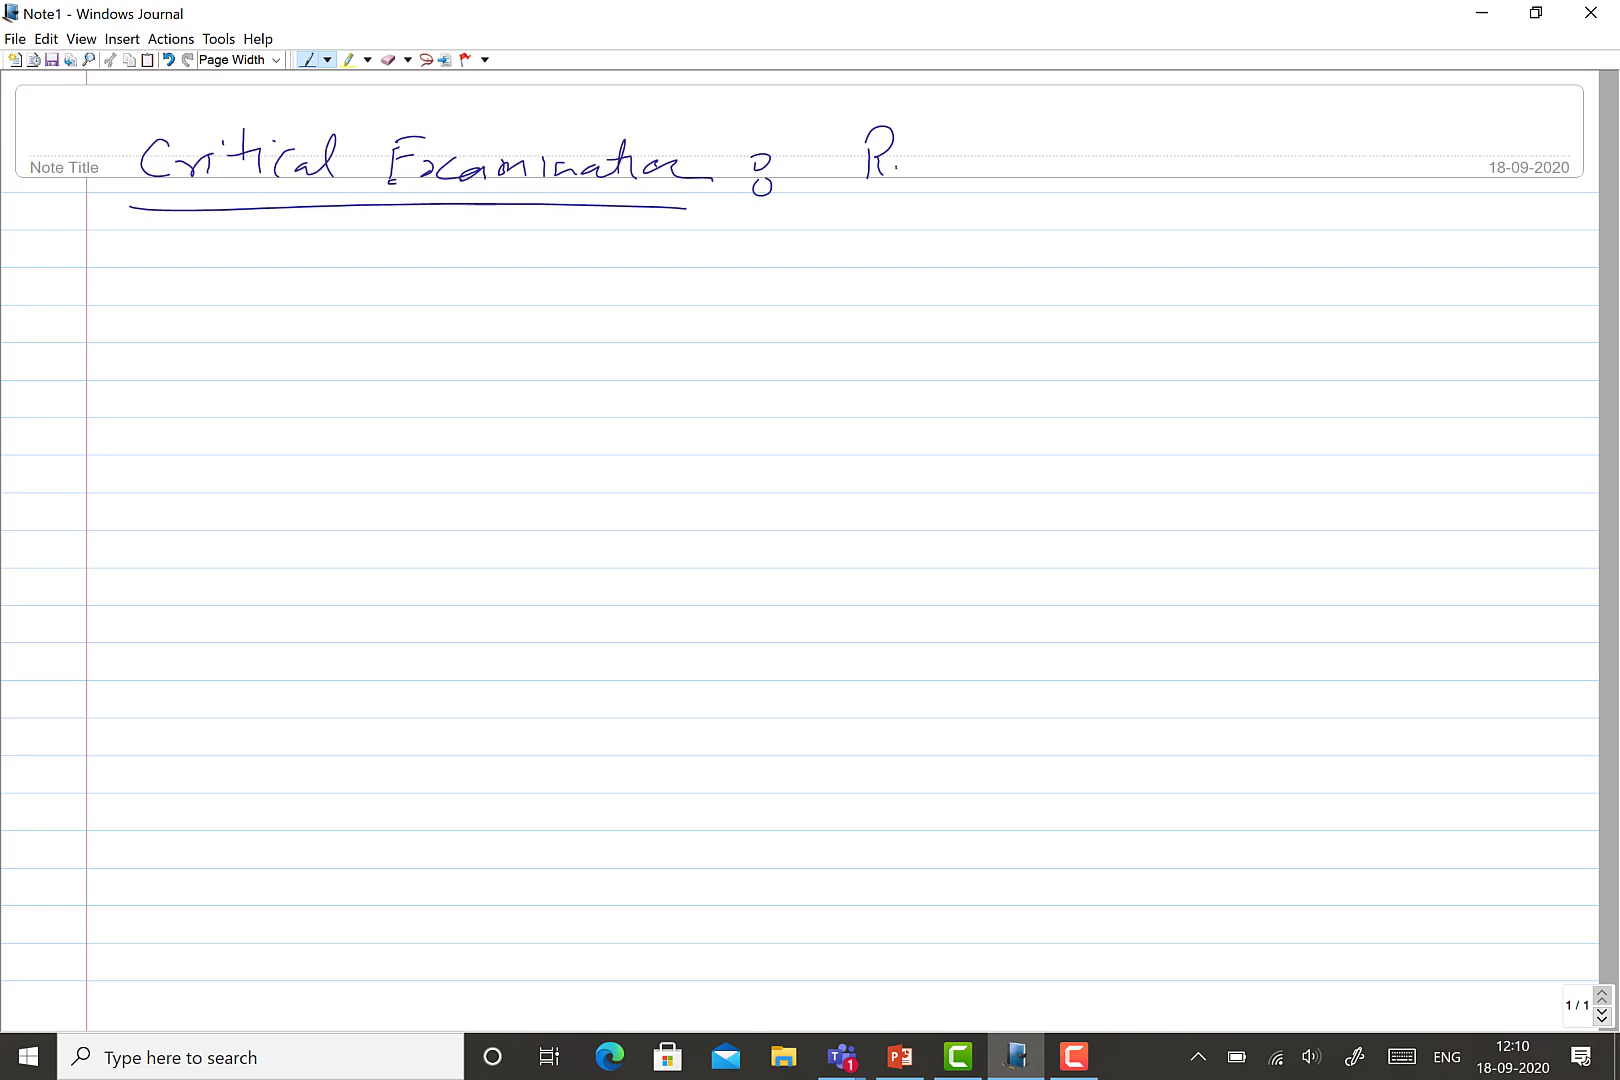 Note1 - Windows Journal
File Edit View Insert Actions Tools Help
Page Width
Critical Examination : R.
Note Title
18-09-2020
1 / 1
Type here to search
T
1
P
C
C
ENG
12:10
18-09-2020